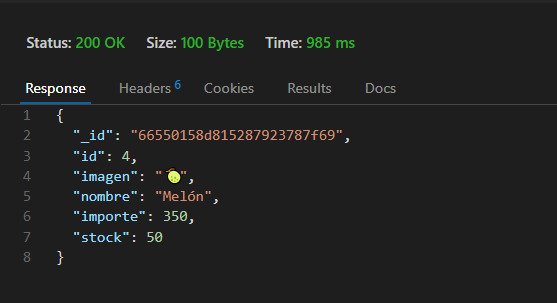 Status: 200 OK Size: 100 Bytes Time: 985 ms
Response Headers 6 Cookies Results Docs
1 {
2 "_id": "66550158d815287923787f69",
3 "id": 4,
4 "imagen": "🍈",
5 "nombre": "Melón",
6 "importe": 350,
7 "stock": 50
8 }